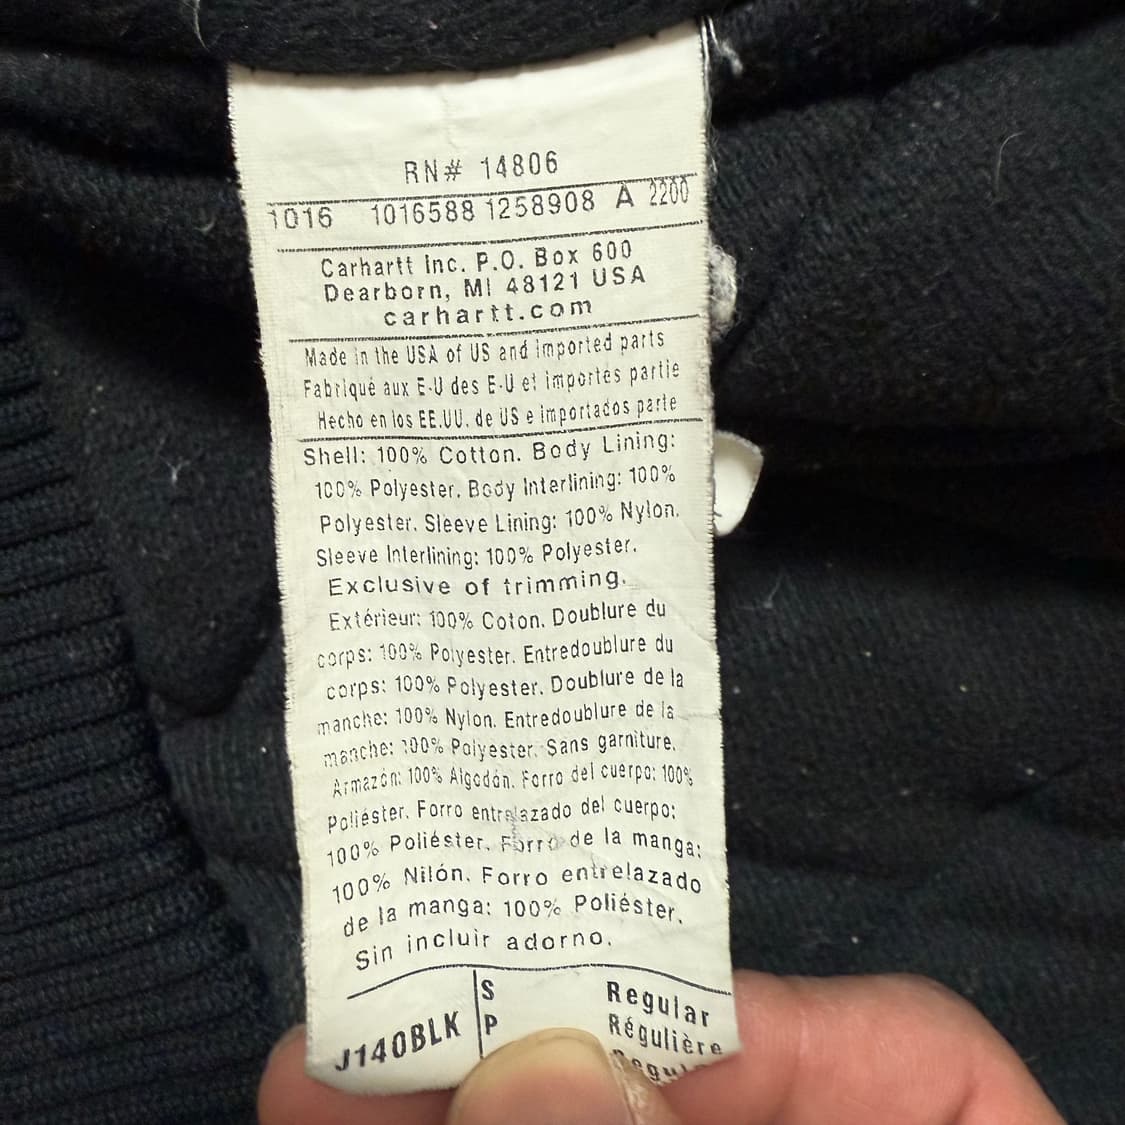 RN# 14806
1016 1016588 1258908 A 2200
Carhartt Inc. P.O. Box 600
Dearborn, MI 48121 USA
carhartt.com
Made in the USA of US and imported parts
Fabriqué aux E-U des E-U et importés partie
Hecho en los EE.UU. de US e importados parte
Shell: 100% Cotton. Body Lining:
100% Polyester. Body Interlining: 100%
Polyester. Sleeve Lining: 100% Nylon.
Sleeve Interlining: 100% Polyester.
Exclusive of trimming.
Extérieur: 100% Coton. Doublure du
corps: 100% Polyester. Entredoublure du
corps: 100% Polyester. Doublure de la
manche: 100% Nylon. Entredoublure de la
manche: 100% Polyester. Sans garniture.
Armazón: 100% Algodón. Forro del cuerpo: 100%
Poliéster. Forro entrelazado del cuerpo:
100% Poliéster. Forro de la manga:
100% Nilón. Forro entrelazado
de la manga: 100% Poliéster.
Sin incluir adorno.
J140BLK
S Regular
P Régulière